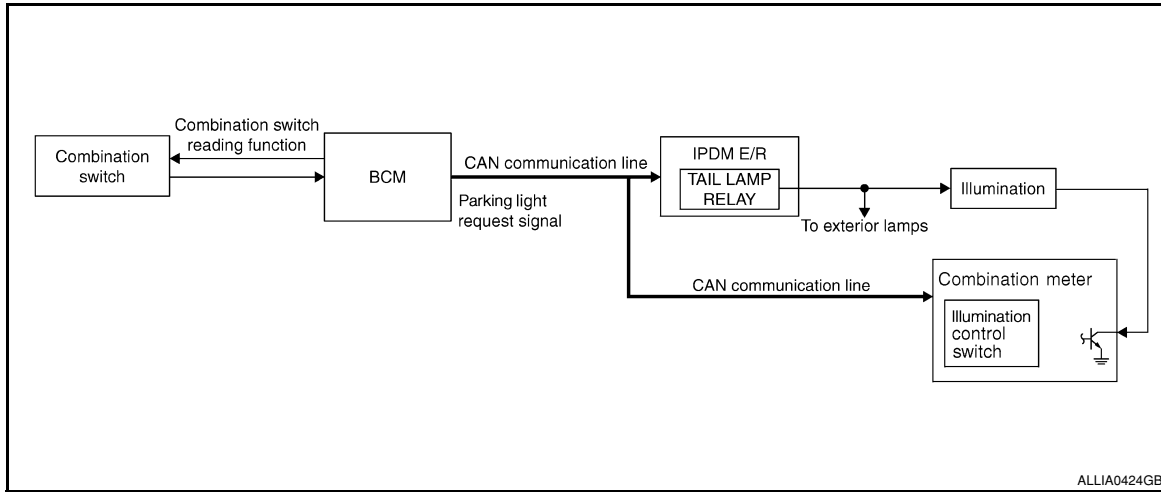 Combination switch
reading function
Combination
switch
BCM
CAN communication line
Parking light
request signal
IPDM E/R
TAIL LAMP
RELAY
To exterior lamps
Illumination
CAN communication line
Combination meter
Illumination
control
switch
ALLIA0424GB